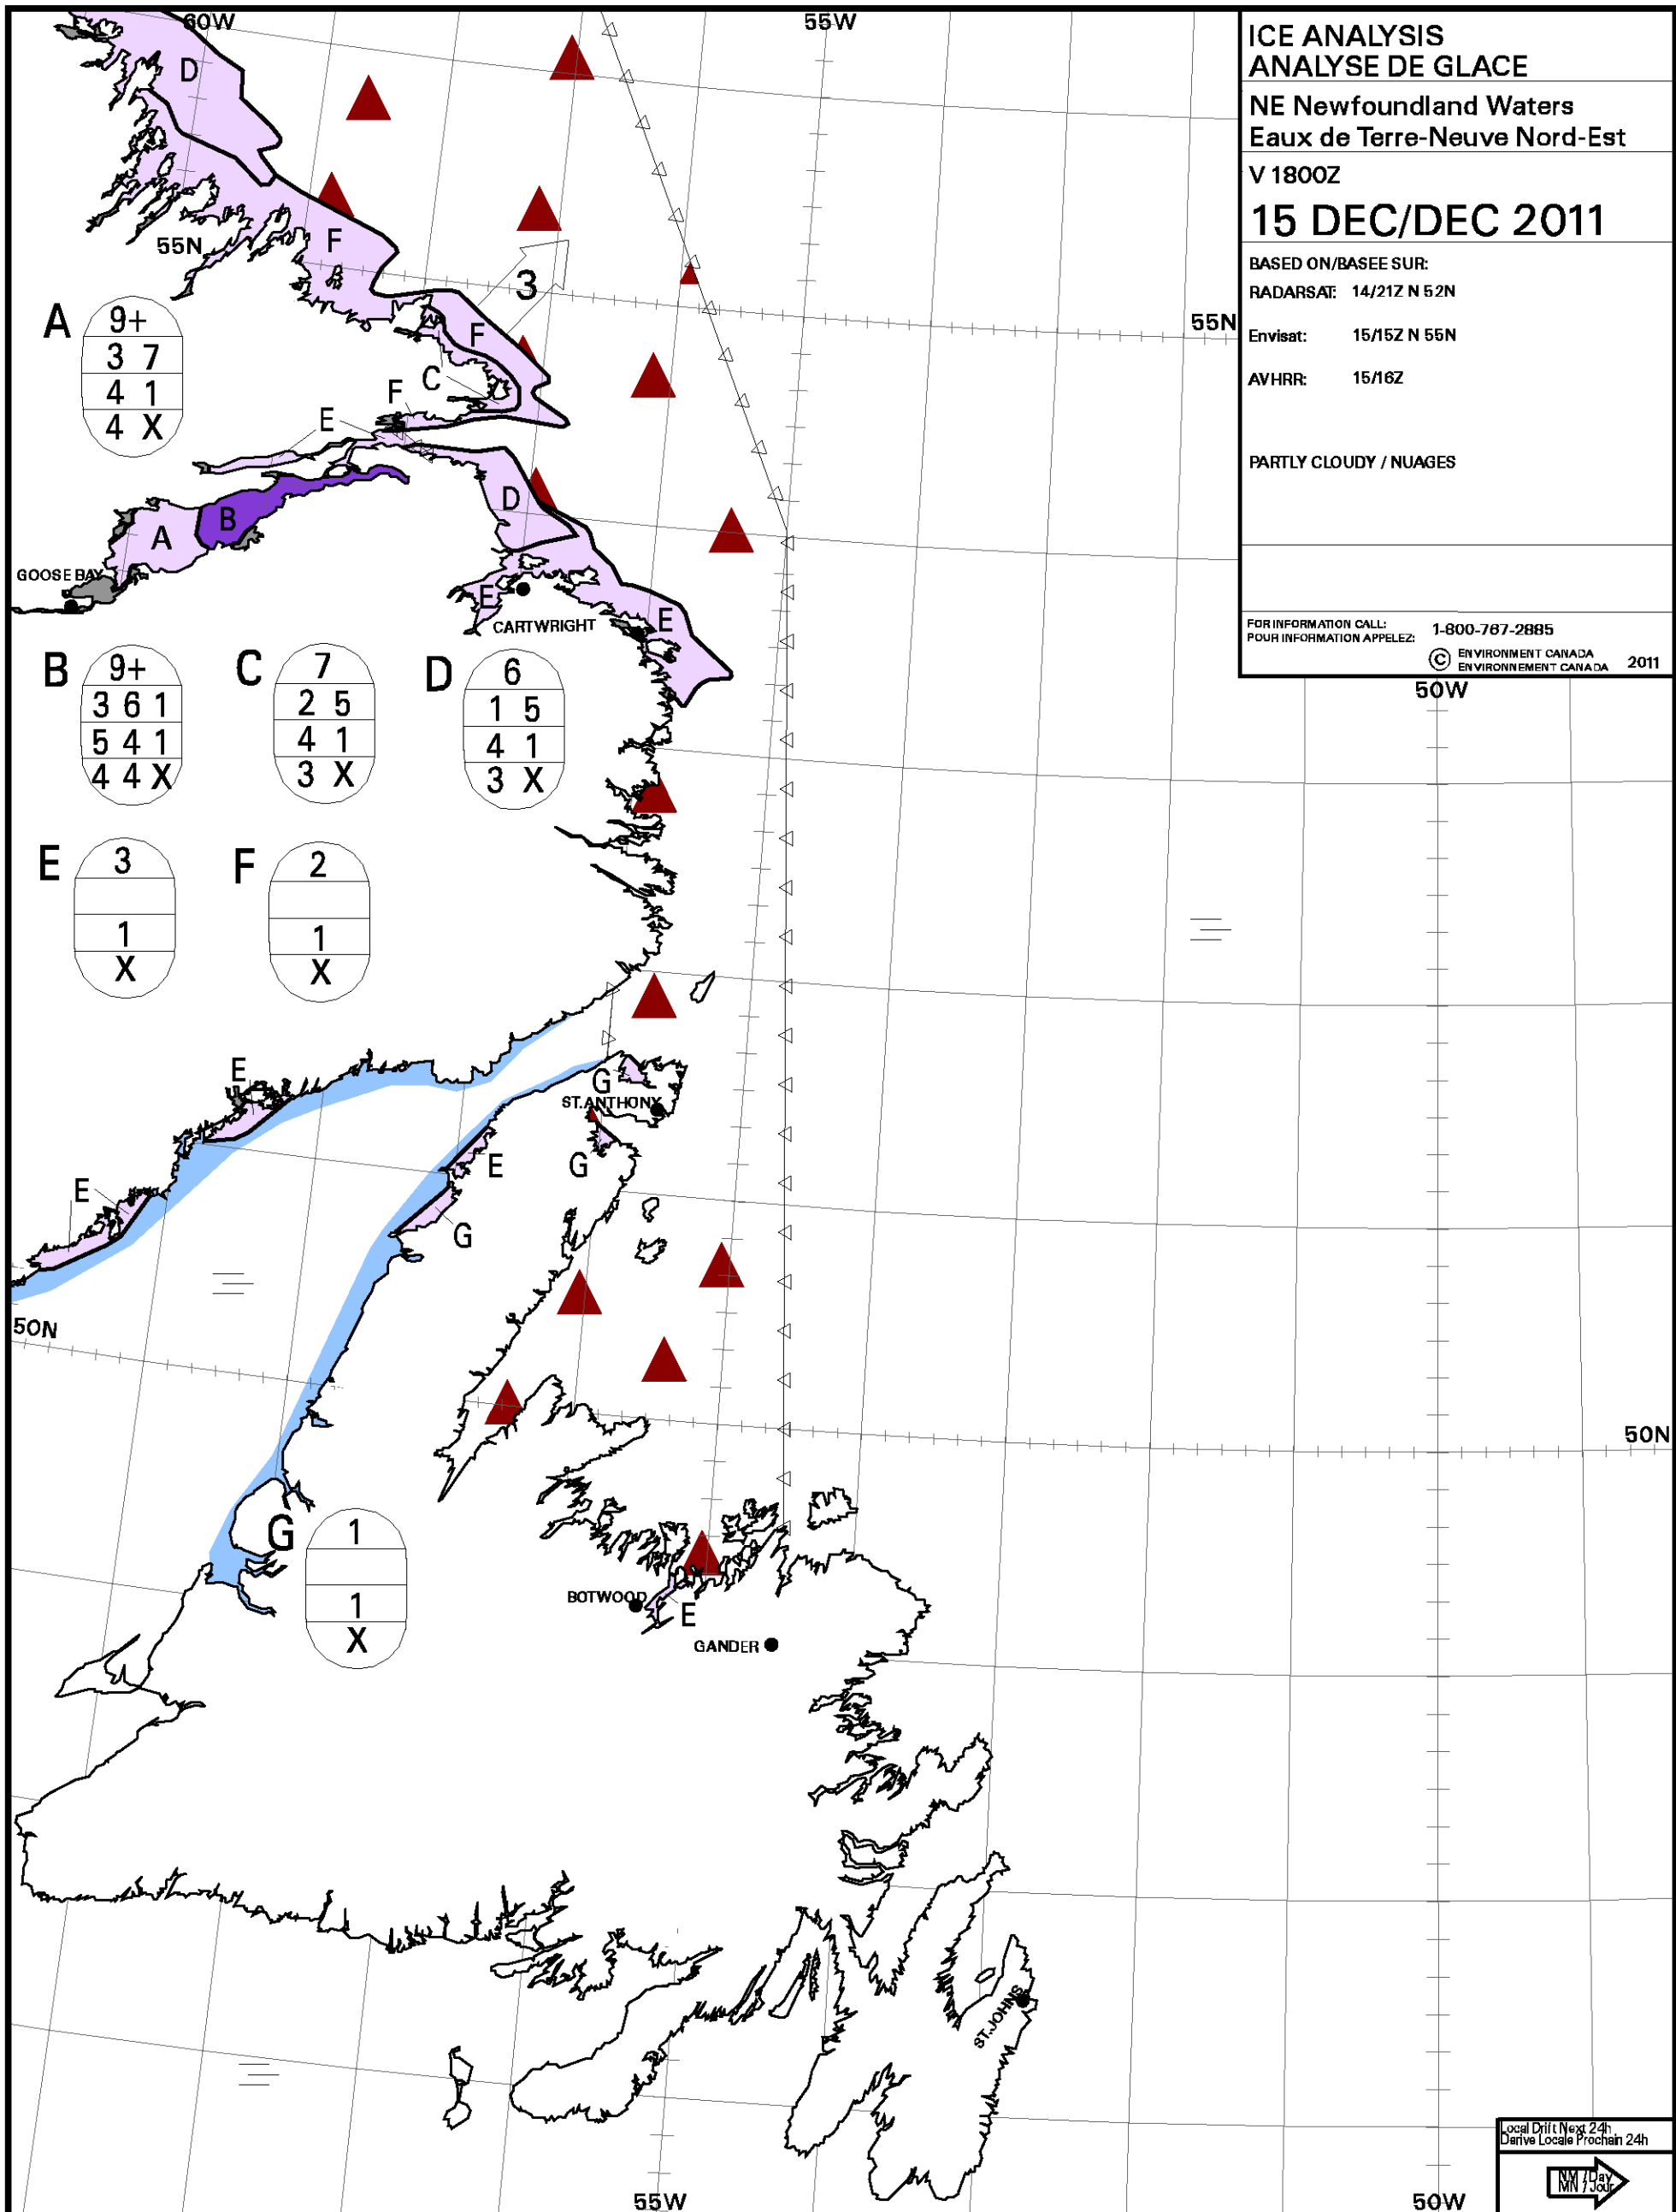 60W
55W
ICE ANALYSIS
ANALYSE DE GLACE
NE Newfoundland Waters
Eaux de Terre-Neuve Nord-Est
V 1800Z
15 DEC/DEC 2011
BASED ON/BASEE SUR:
RADARSAT: 14/21Z N 52N
Envisat: 15/15Z N 55N
AVHRR: 15/16Z
PARTLY CLOUDY / NUAGES
FOR INFORMATION CALL:
POUR INFORMATION APPELEZ:
1-800-767-2885
© ENVIRONMENT CANADA
ENVIRONNEMENT CANADA 2011
D
F
55N
3
55N
F
C
F
E
A
9+
3 7
4 1
4 X
D
B
A
GOOSE BAY
E
CARTWRIGHT
E
B
9+
3 6 1
5 4 1
4 4 X
C
7
2 5
4 1
3 X
D
6
1 5
4 1
3 X
50W
E
3
1
X
F
2
1
X
E
G
ST.ANTHONY
E
G
E
G
50N
50N
G
1
1
X
BOTWOOD
E
GANDER
ST.JOHNS
Local Drift Next 24h
Derive Locale Prochain 24h
NM / Day
MN / Jour
55W
50W